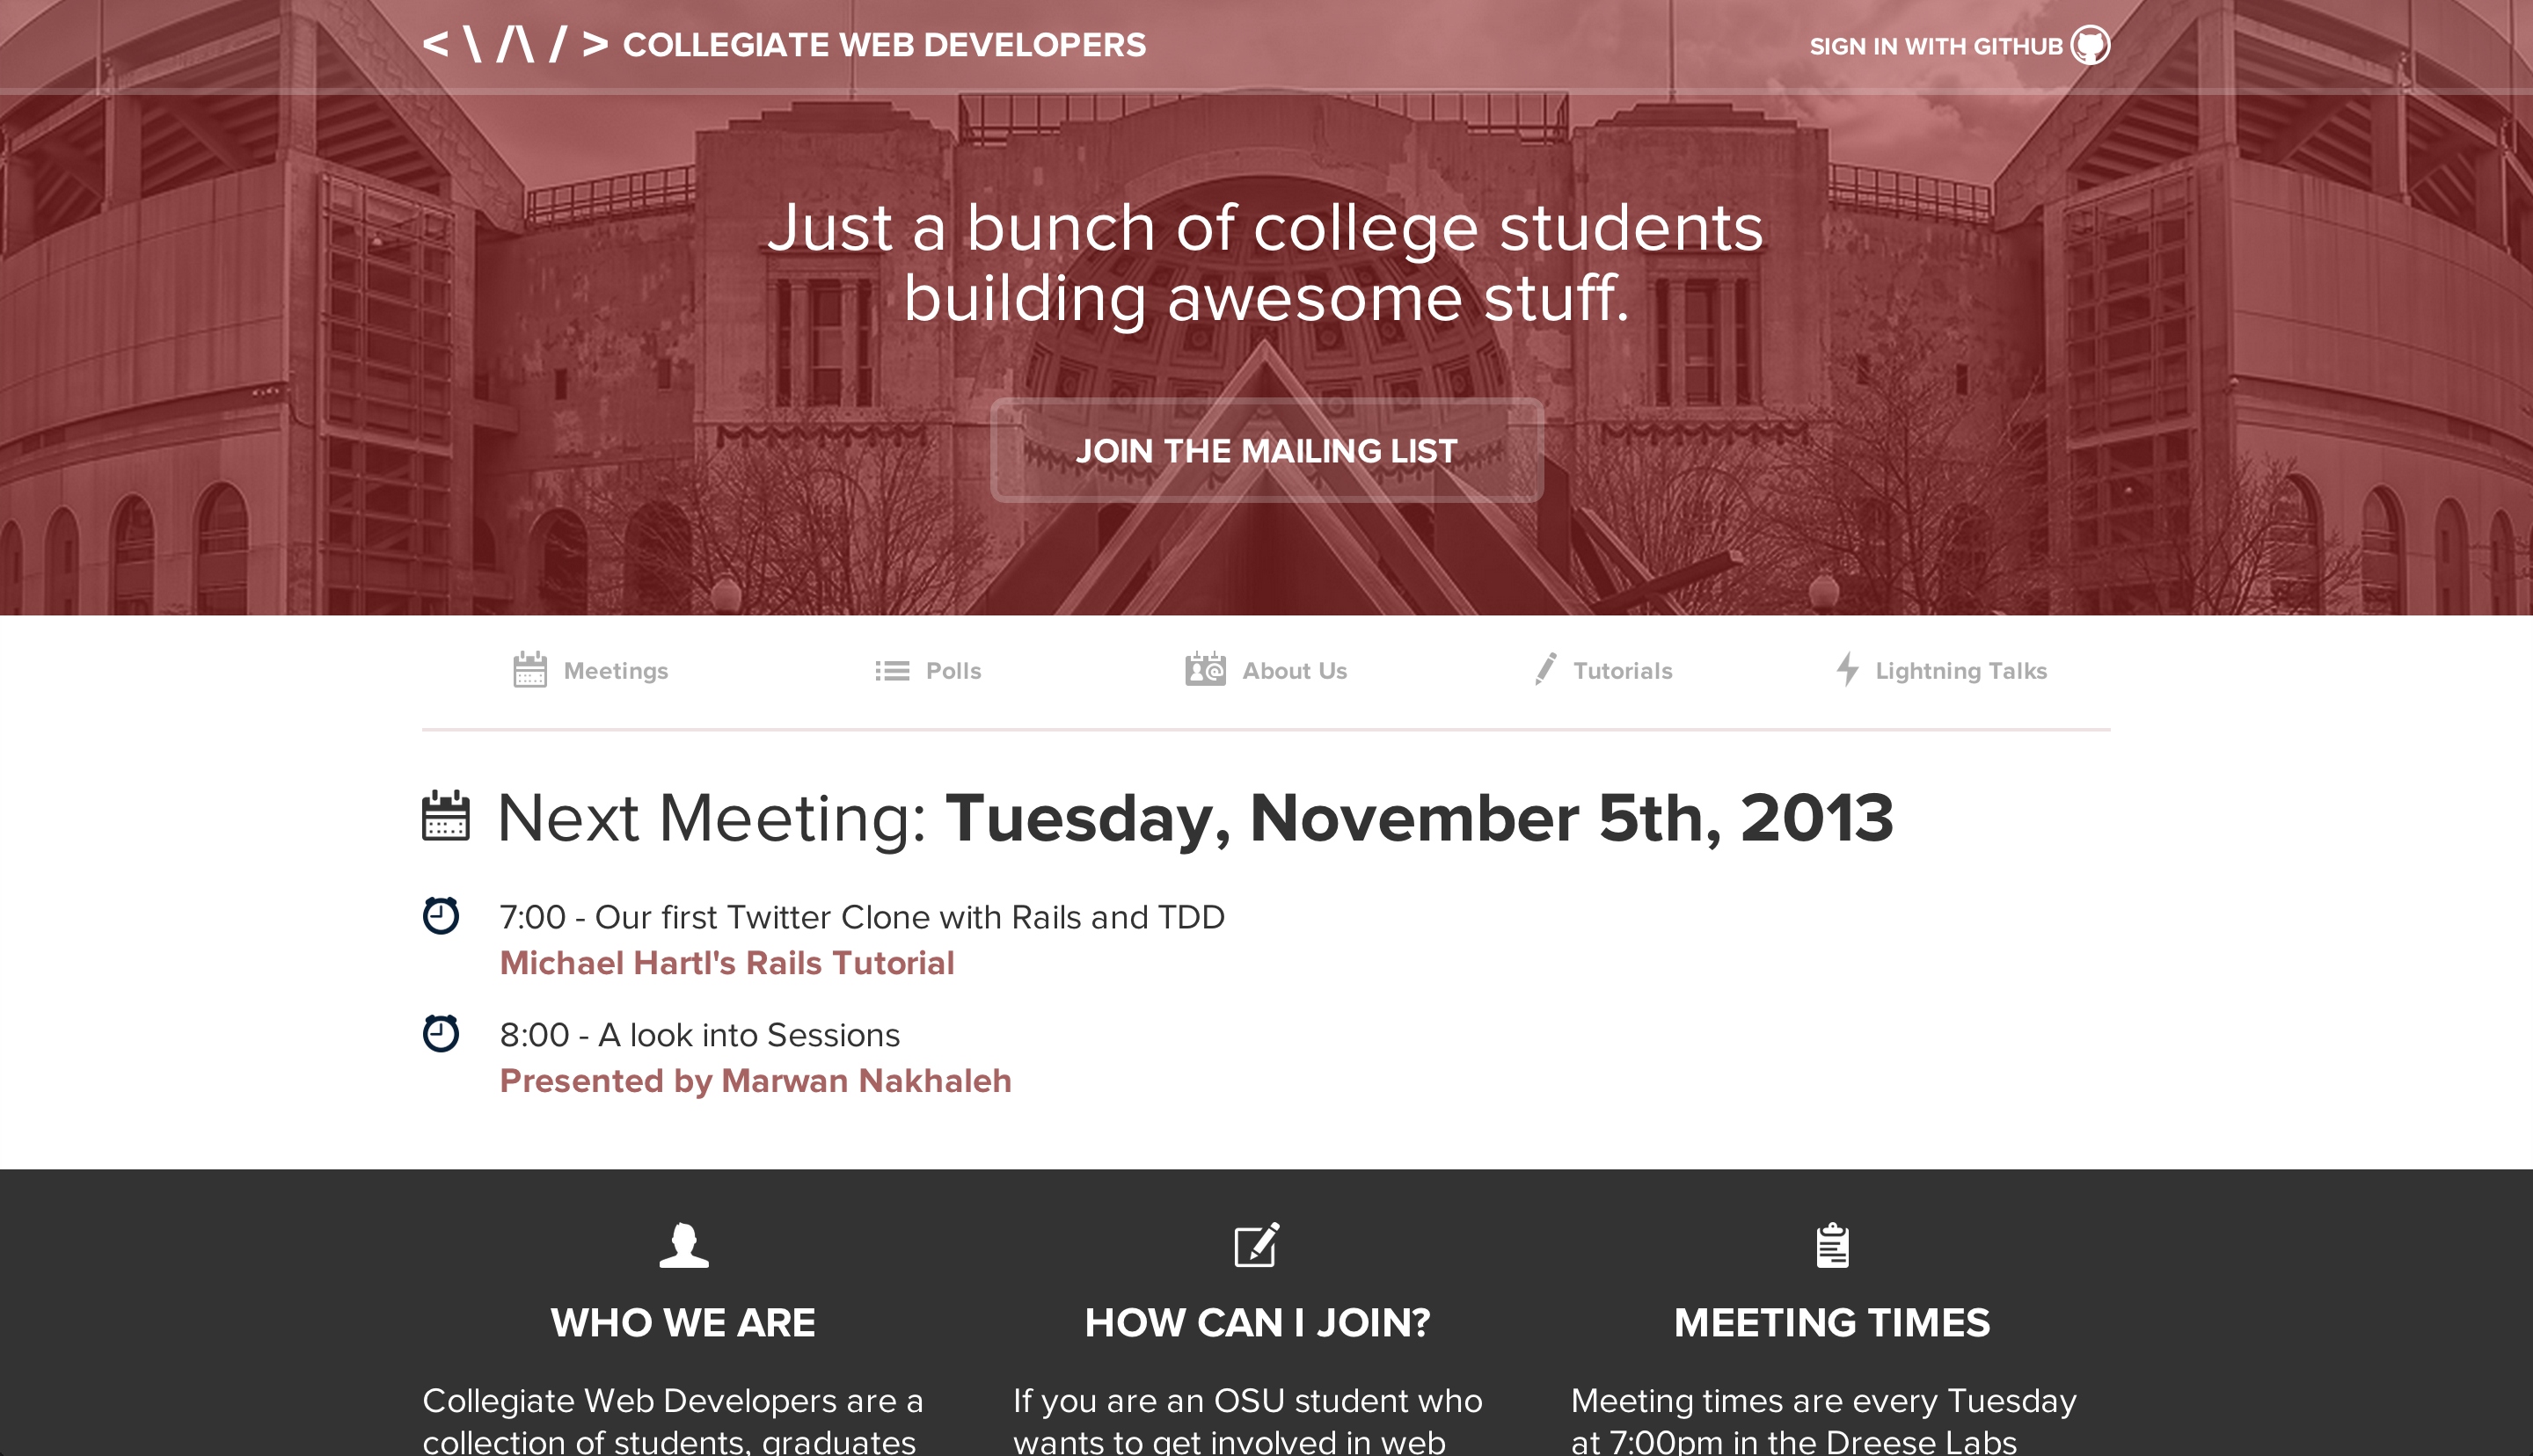 <\/\/> COLLEGIATE WEB DEVELOPERS
SIGN IN WITH GITHUB
Just a bunch of college students
building awesome stuff.
JOIN THE MAILING LIST
Meetings
Polls
About Us
Tutorials
Lightning Talks
Next Meeting: Tuesday, November 5th, 2013
7:00 - Our first Twitter Clone with Rails and TDD
Michael Hartl's Rails Tutorial
8:00 - A look into Sessions
Presented by Marwan Nakhaleh
WHO WE ARE
Collegiate Web Developers are a
collection of students, graduates
HOW CAN I JOIN?
If you are an OSU student who
wants to get involved in web
MEETING TIMES
Meeting times are every Tuesday
at 7:00pm in the Dreese Labs